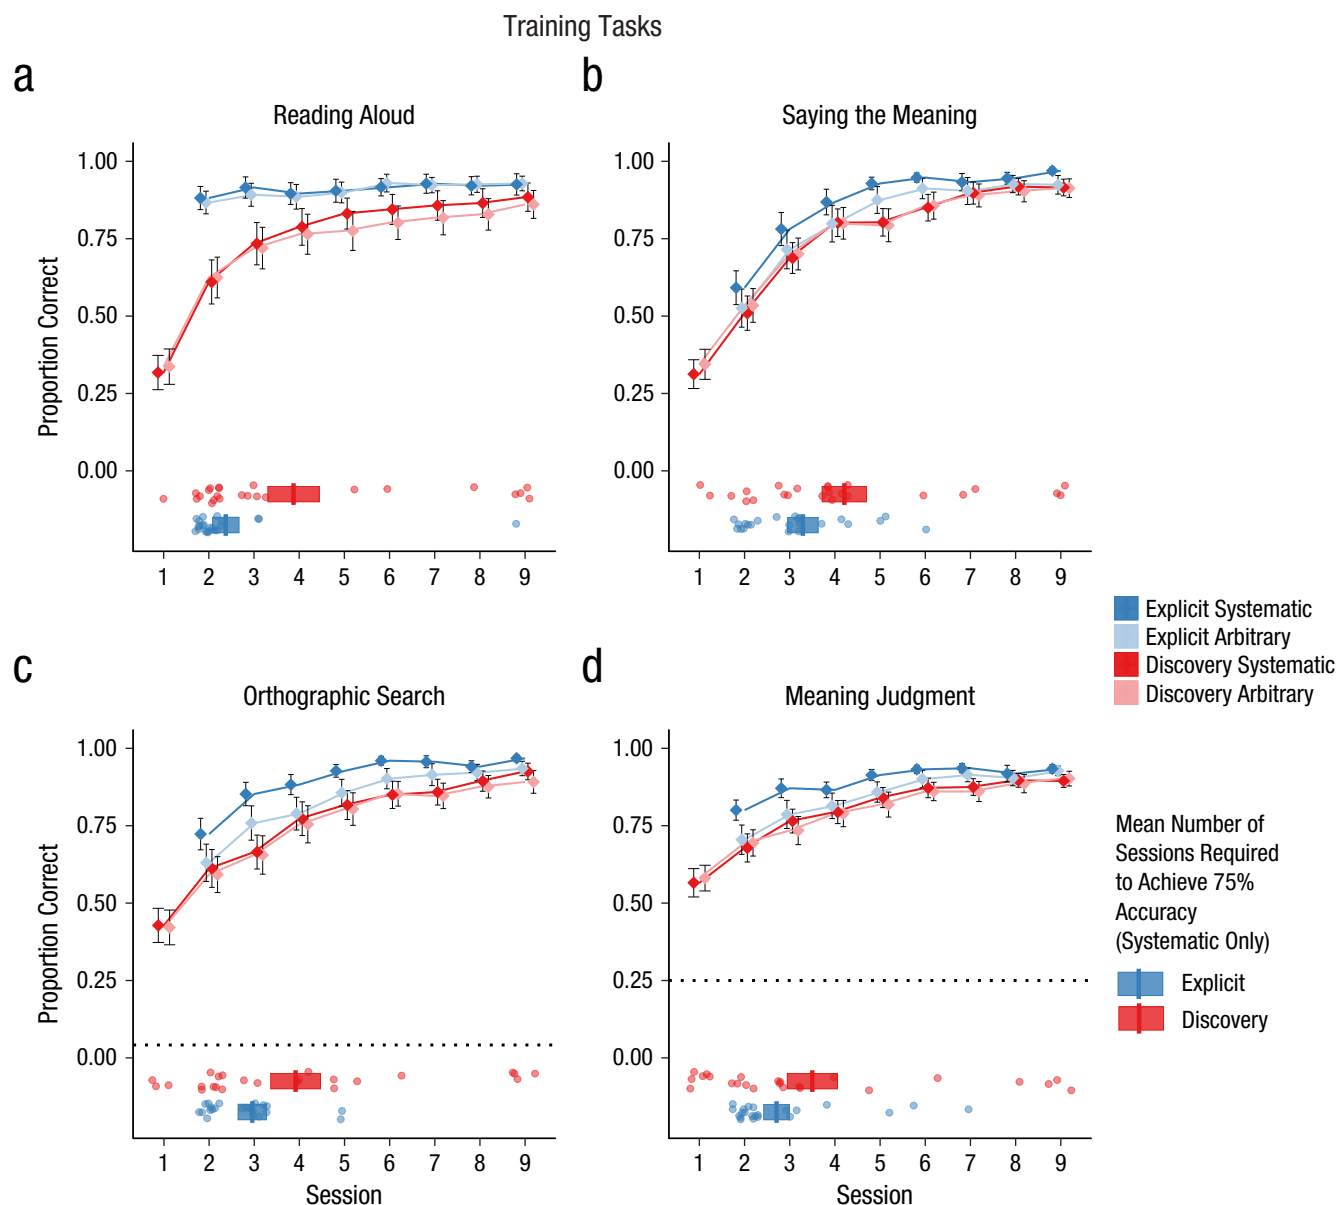 Training Tasks
a
Reading Aloud
1.00
0.75
0.50
0.25
0.00
Proportion Correct
1 2 3 4 5 6 7 8 9
b
Saying the Meaning
1.00
0.75
0.50
0.25
0.00
1 2 3 4 5 6 7 8 9
Explicit Systematic
Explicit Arbitrary
Discovery Systematic
Discovery Arbitrary
c
Orthographic Search
1.00
0.75
0.50
0.25
0.00
Proportion Correct
1 2 3 4 5 6 7 8 9
Session
d
Meaning Judgment
1.00
0.75
0.50
0.25
0.00
1 2 3 4 5 6 7 8 9
Session
Mean Number of
Sessions Required
to Achieve 75%
Accuracy
(Systematic Only)
Explicit
Discovery